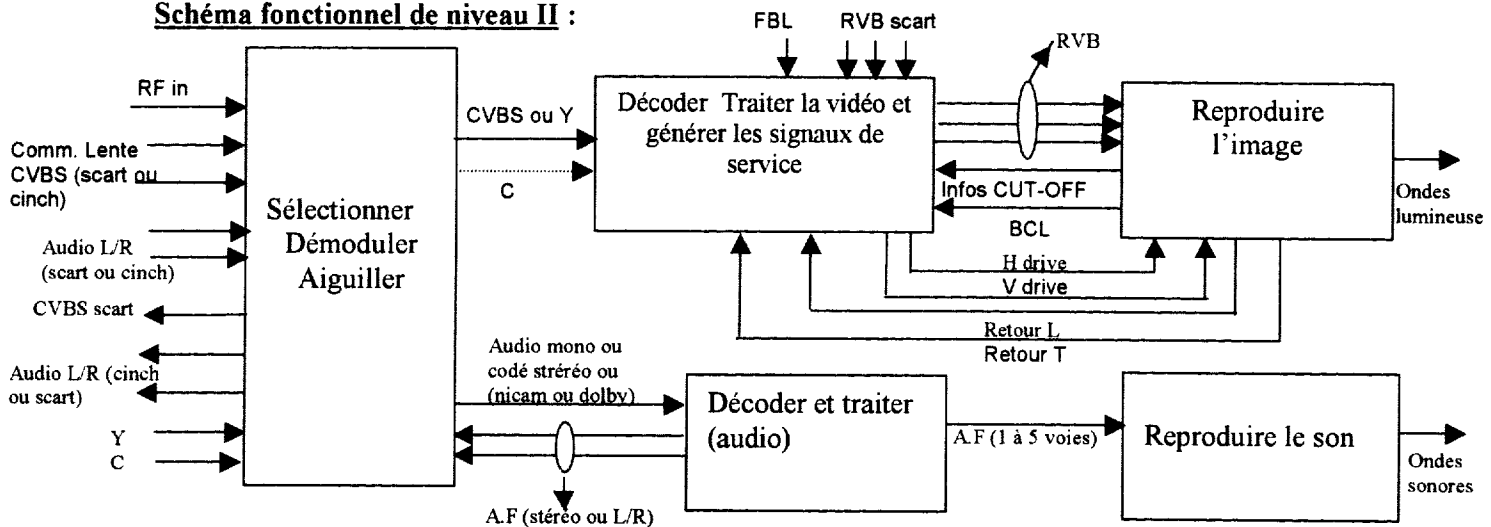 Schéma fonctionnel de niveau II :
FBL
RVB scart
RVB
RF in
Comm. Lente
CVBS (scart ou
cinch)
Audio L/R
(scart ou cinch)
CVBS scart
Audio L/R (cinch
ou scart)
Y
C
Sélectionner
Démoduler
Aiguiller
CVBS ou Y
C
Décoder Traiter la vidéo et
générer les signaux de
service
Infos CUT-OFF
BCL
H drive
V drive
Retour L
Retour T
Reproduire
l'image
Ondes
lumineuse
Audio mono ou
codé stréréo ou
(nicam ou dolby)
A.F (stéréo ou L/R)
Décoder et traiter
(audio)
A.F (1 à 5 voies)
Reproduire le son
Ondes
sonores